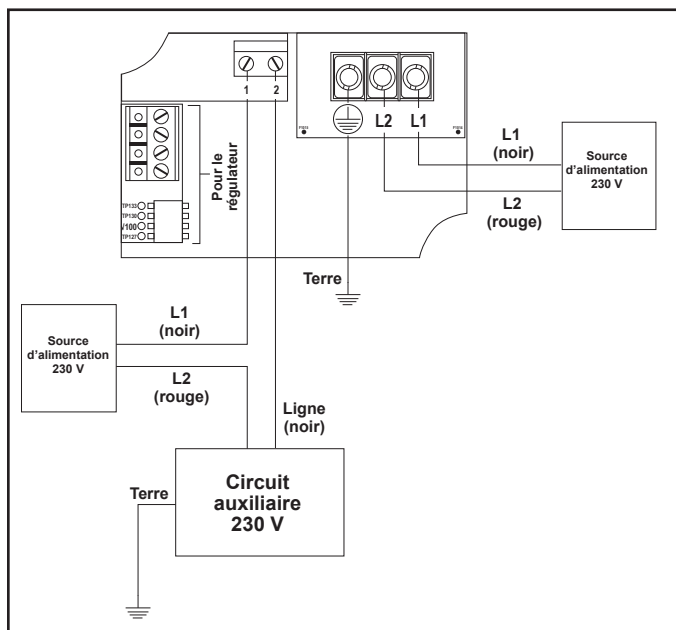 1 2
L2 L1
Pour le
régulateur
TP133
TP130
V100
TP127
L1
(noir)
L2
(rouge)
Source
d'alimentation
230 V
Terre
L1
(noir)
L2
(rouge)
Source
d'alimentation
230 V
Ligne
(noir)
Terre
Circuit
auxiliaire
230 V